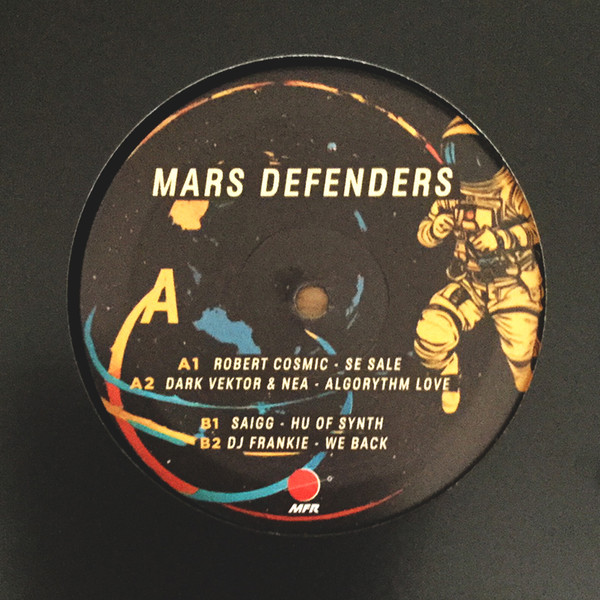 MARS DEFENDERS
A
A1 ROBERT COSMIC - SE SALE
A2 DARK VEKTOR & NEA - ALGORYTHM LOVE
B1 SAIGG - HU OF SYNTH
B2 DJ FRANKIE - WE BACK
MFR